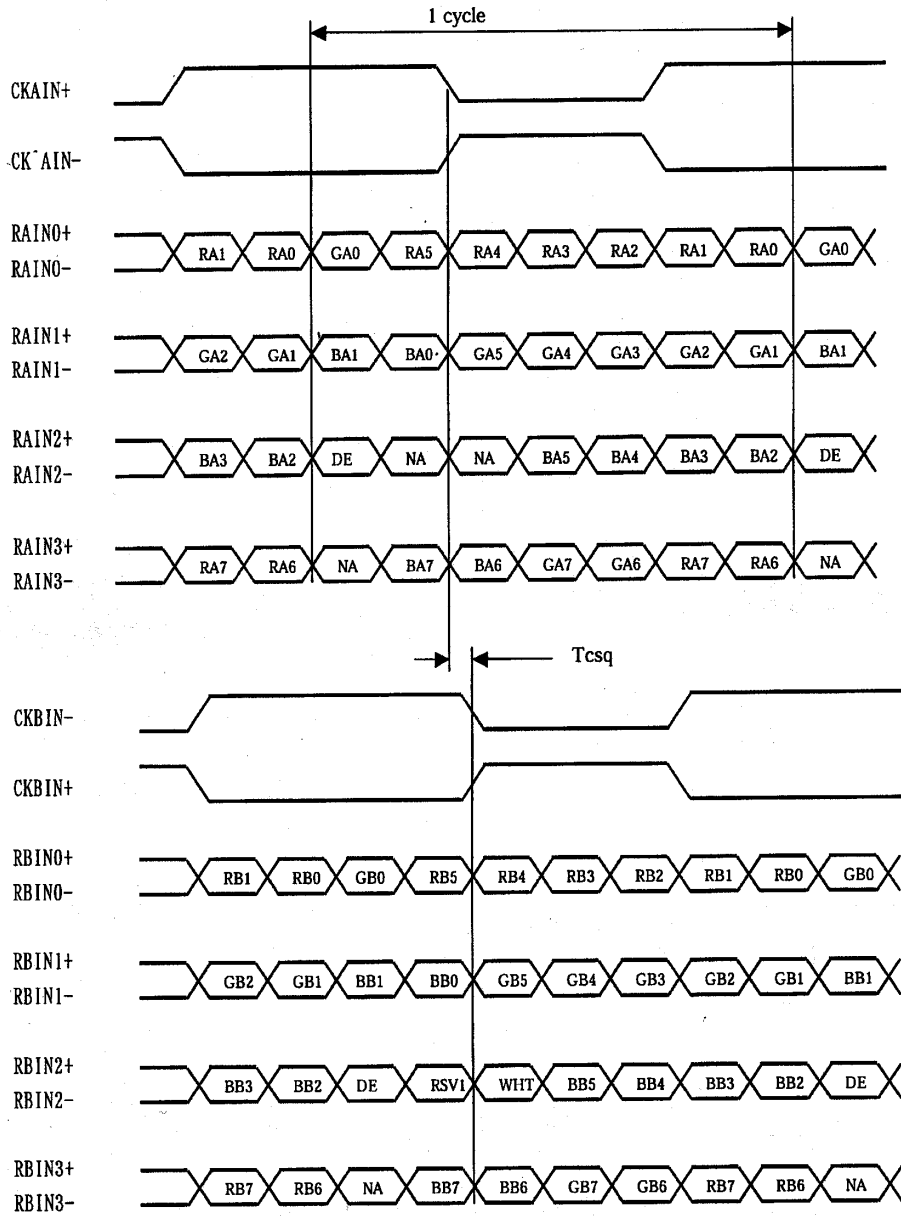 1 cycle
CKAIN+
CK AIN-
RAIN0+
RA1 RA0 GA0 RA5 RA4 RA3 RA2 RA1 RA0 GA0
RAIN0-
RAIN1+
GA2 GA1 BA1 BA0 GA5 GA4 GA3 GA2 GA1 BA1
RAIN1-
RAIN2+
BA3 BA2 DE NA NA BA5 BA4 BA3 BA2 DE
RAIN2-
RAIN3+
RA7 RA6 NA BA7 BA6 GA7 GA6 RA7 RA6 NA
RAIN3-
Tcsq
CKBIN-
CKBIN+
RBIN0+
RB1 RB0 GB0 RB5 RB4 RB3 RB2 RB1 RB0 GB0
RBIN0-
RBIN1+
GB2 GB1 BB1 BB0 GB5 GB4 GB3 GB2 GB1 BB1
RBIN1-
RBIN2+
BB3 BB2 DE RSV1 WHT BB5 BB4 BB3 BB2 DE
RBIN2-
RBIN3+
RB7 RB6 NA BB7 BB6 GB7 GB6 RB7 RB6 NA
RBIN3-